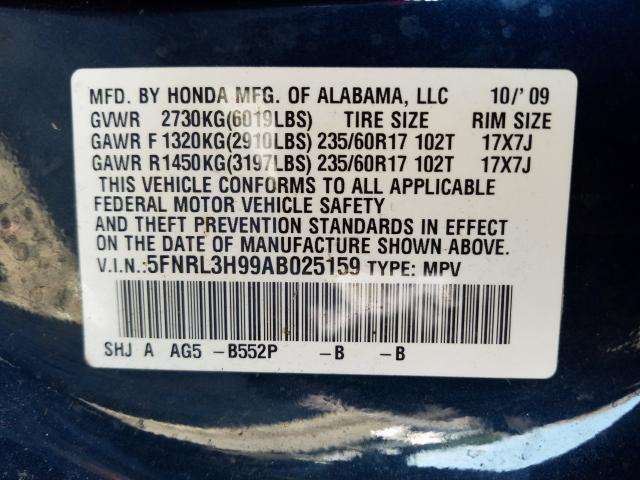 MFD. BY HONDA MFG. OF ALABAMA, LLC 10/'09
GVWR 2730KG(6019LBS) TIRE SIZE RIM SIZE
GAWR F 1320KG(2910LBS) 235/60R17 102T 17X7J
GAWR R1450KG(3197LBS) 235/60R17 102T 17X7J
THIS VEHICLE CONFORMS TO ALL APPLICABLE
FEDERAL MOTOR VEHICLE SAFETY
AND THEFT PREVENTION STANDARDS IN EFFECT
ON THE DATE OF MANUFACTURE SHOWN ABOVE.
V.I.N.:5FNRL3H99AB025159 TYPE: MPV
SHJ A AG5 -B552P -B -B